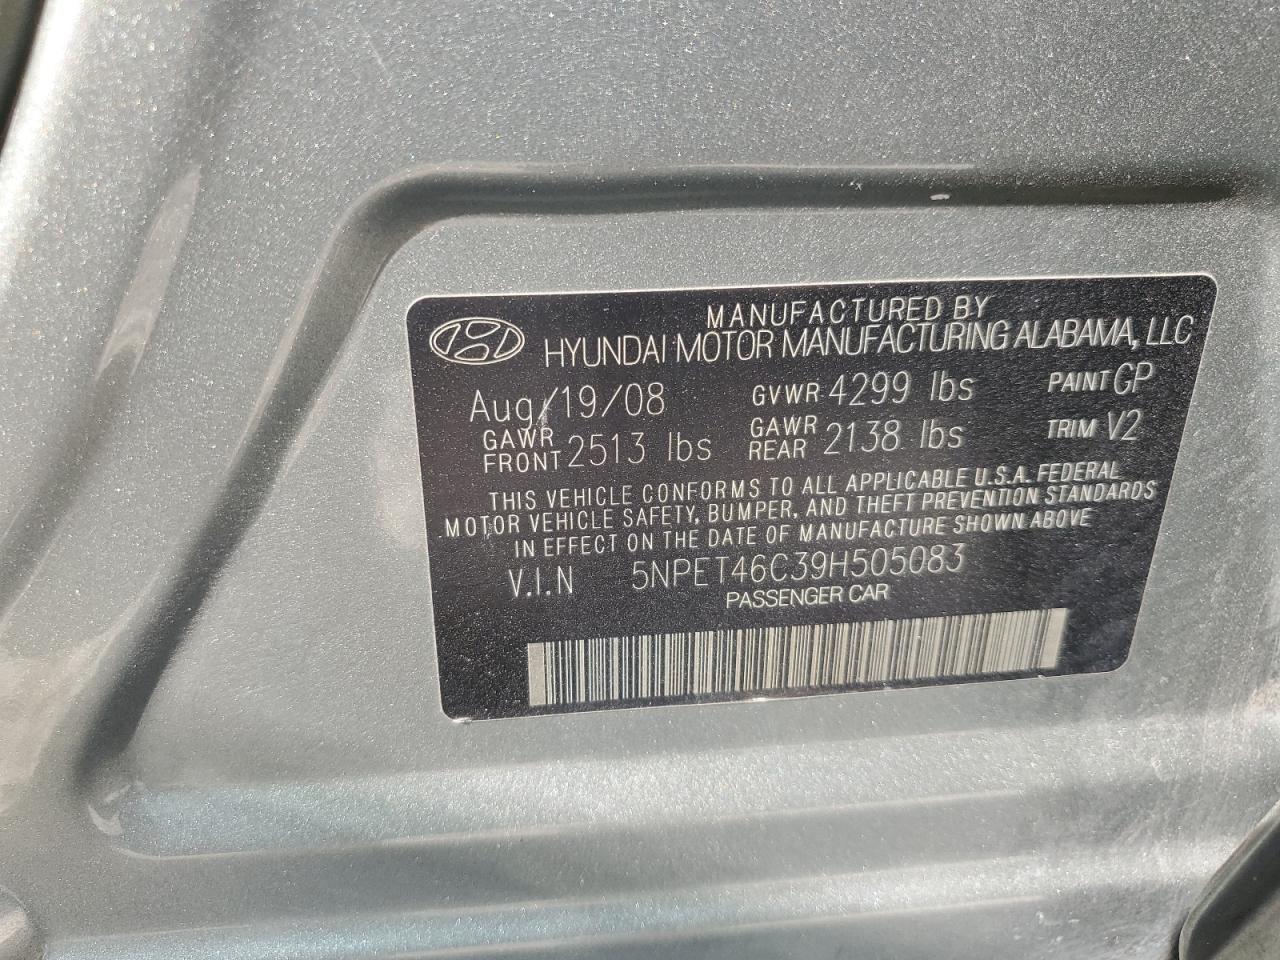 MANUFACTURED BY
HYUNDAI MOTOR MANUFACTURING ALABAMA, LLC
Aug/19/08 GVWR 4299 lbs PAINT GP
GAWR FRONT 2513 lbs GAWR REAR 2138 lbs TRIM V2
THIS VEHICLE CONFORMS TO ALL APPLICABLE U.S.A. FEDERAL
MOTOR VEHICLE SAFETY, BUMPER, AND THEFT PREVENTION STANDARDS
IN EFFECT ON THE DATE OF MANUFACTURE SHOWN ABOVE
V.I.N 5NPET46C39H505083
PASSENGER CAR